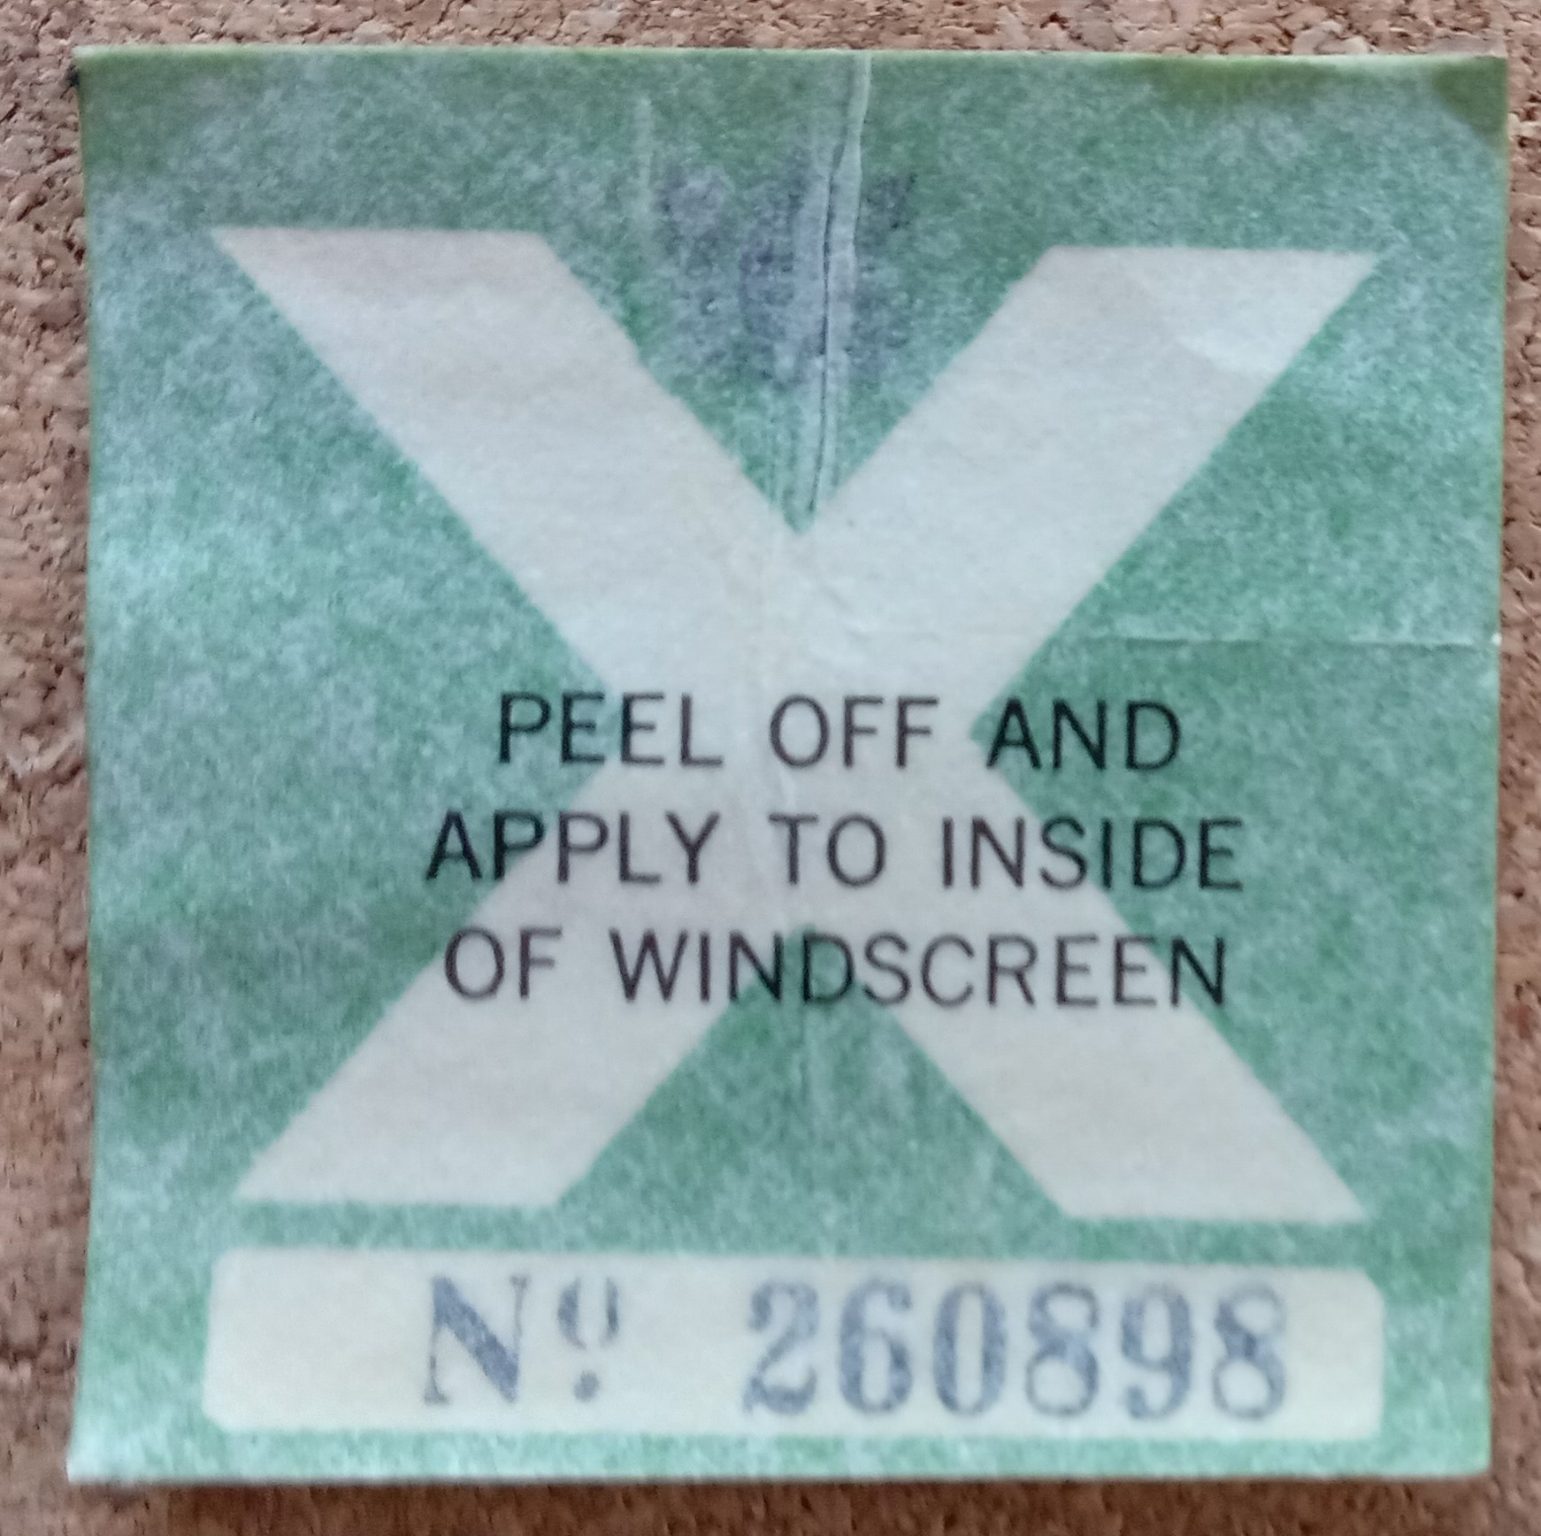 X
PEEL OFF AND
APPLY TO INSIDE
OF WINDSCREEN
Nº 260898